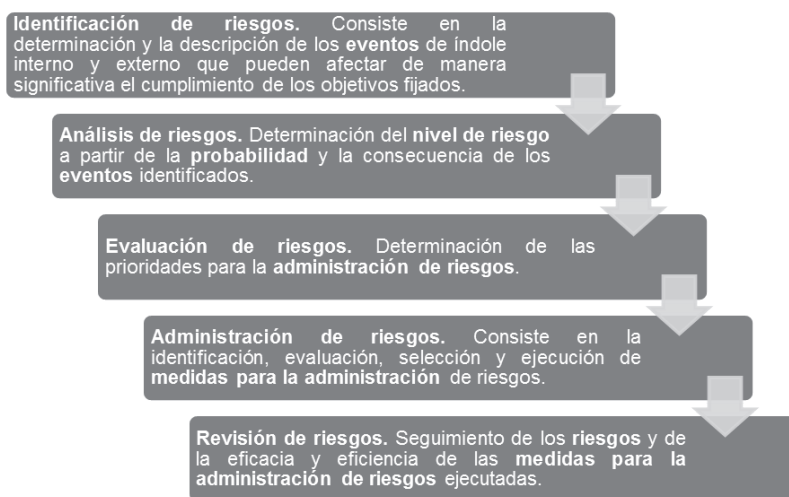 Identificación de riesgos. Consiste en la
determinación y la descripción de los eventos de índole
interno y externo que pueden afectar de manera
significativa el cumplimiento de los objetivos fijados.
Análisis de riesgos. Determinación del nivel de riesgo
a partir de la probabilidad y la consecuencia de los
eventos identificados.
Evaluación de riesgos. Determinación de las
prioridades para la administración de riesgos.
Administración de riesgos. Consiste en la
identificación, evaluación, selección y ejecución de
medidas para la administración de riesgos.
Revisión de riesgos. Seguimiento de los riesgos y de
la eficacia y eficiencia de las medidas para la
administración de riesgos ejecutadas.